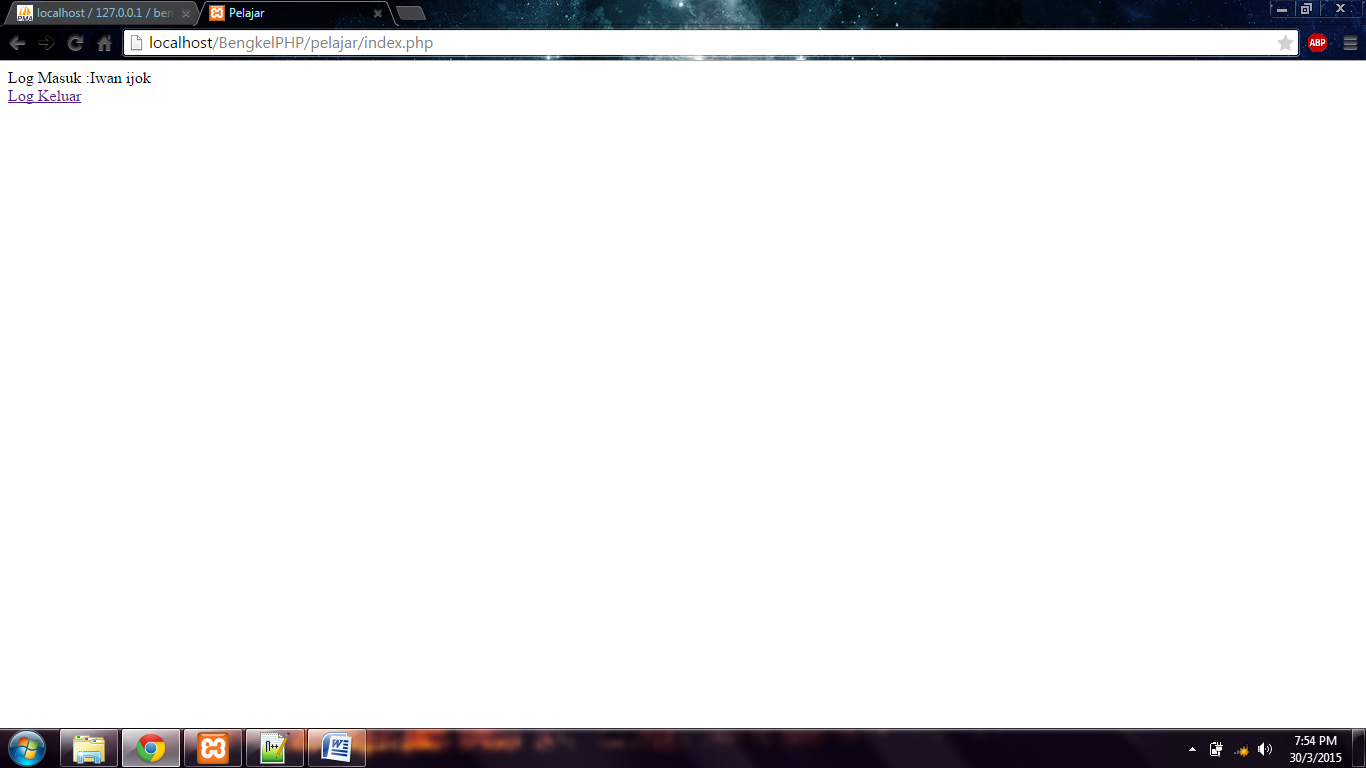 localhost / 127.0.0.1 / ben
Pelajar
localhost/BengkelPHP/pelajar/index.php
ABP
Log Masuk :Iwan ijok
Log Keluar
7:54 PM
30/3/2015